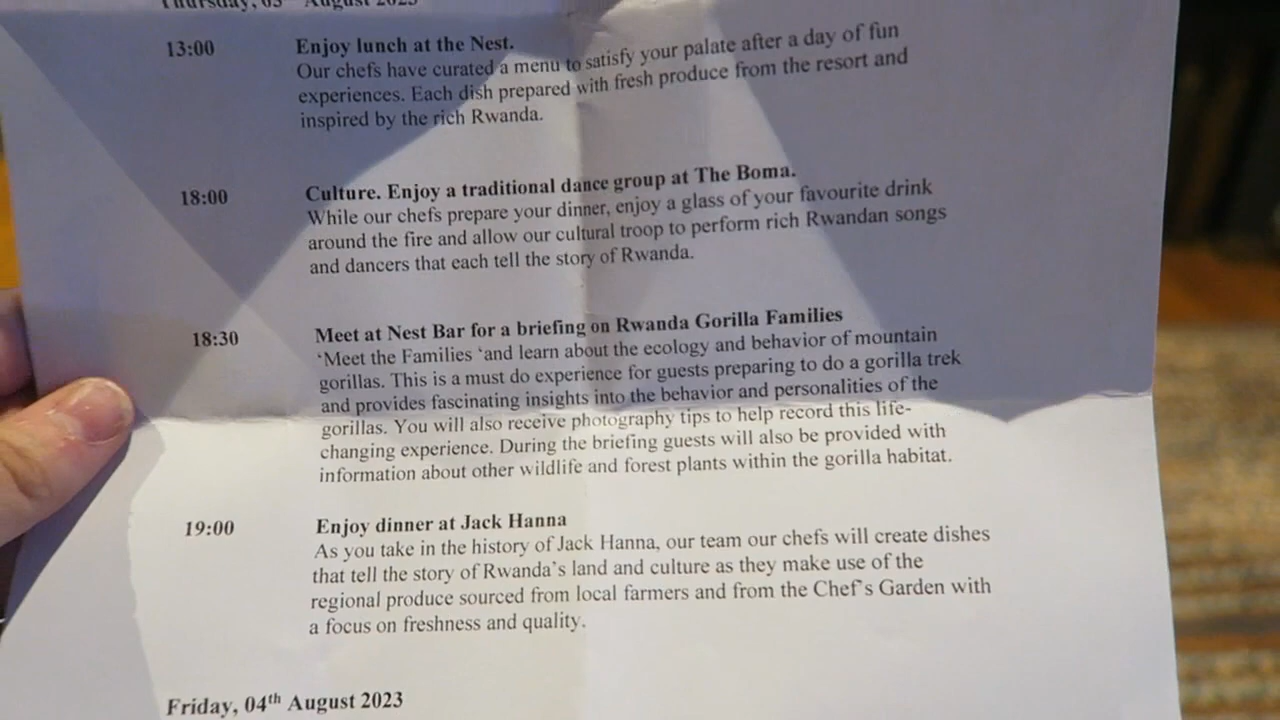 Thursday, 03rd August 2023
13:00
Enjoy lunch at the Nest.
Our chefs have curated a menu to satisfy your palate after a day of fun
experiences. Each dish prepared with fresh produce from the resort and
inspired by the rich Rwanda.
18:00
Culture. Enjoy a traditional dance group at The Boma.
While our chefs prepare your dinner, enjoy a glass of your favourite drink
around the fire and allow our cultural troop to perform rich Rwandan songs
and dancers that each tell the story of Rwanda.
18:30
Meet at Nest Bar for a briefing on Rwanda Gorilla Families
‘Meet the Families ‘and learn about the ecology and behavior of mountain
gorillas. This is a must do experience for guests preparing to do a gorilla trek
and provides fascinating insights into the behavior and personalities of the
gorillas. You will also receive photography tips to help record this life-
changing experience. During the briefing guests will also be provided with
information about other wildlife and forest plants within the gorilla habitat.
19:00
Enjoy dinner at Jack Hanna
As you take in the history of Jack Hanna, our team our chefs will create dishes
that tell the story of Rwanda’s land and culture as they make use of the
regional produce sourced from local farmers and from the Chef’s Garden with
a focus on freshness and quality.
Friday, 04th August 2023